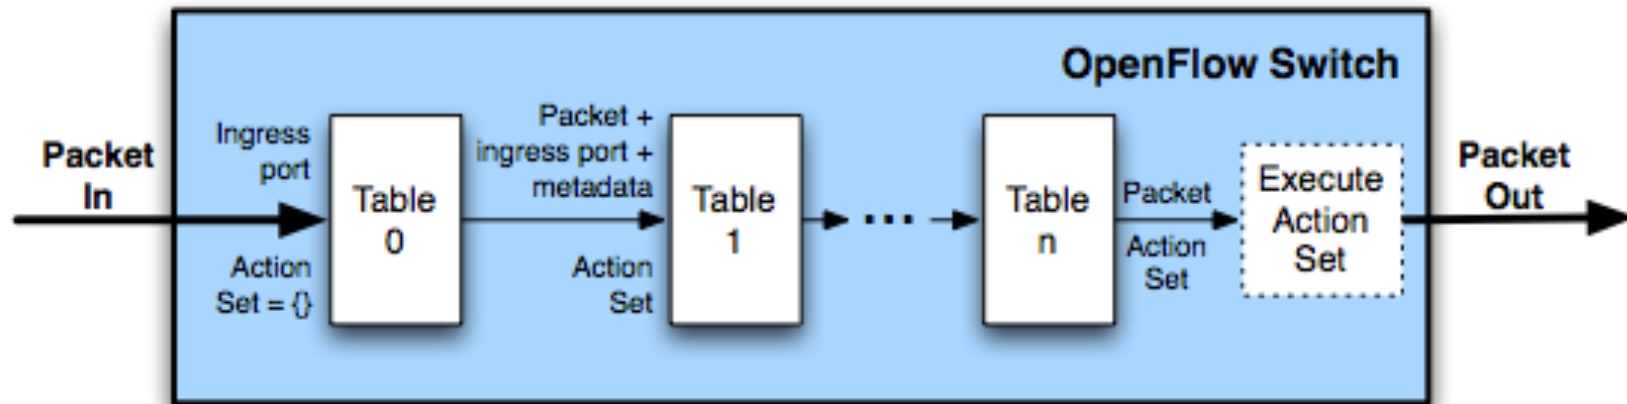 OpenFlow Switch
Packet
In
Ingress
port
Action
Set = {}
Table
0
Packet +
ingress port +
metadata
Action
Set
Table
1
...
Table
n
Packet
Action
Set
Execute
Action
Set
Packet
Out